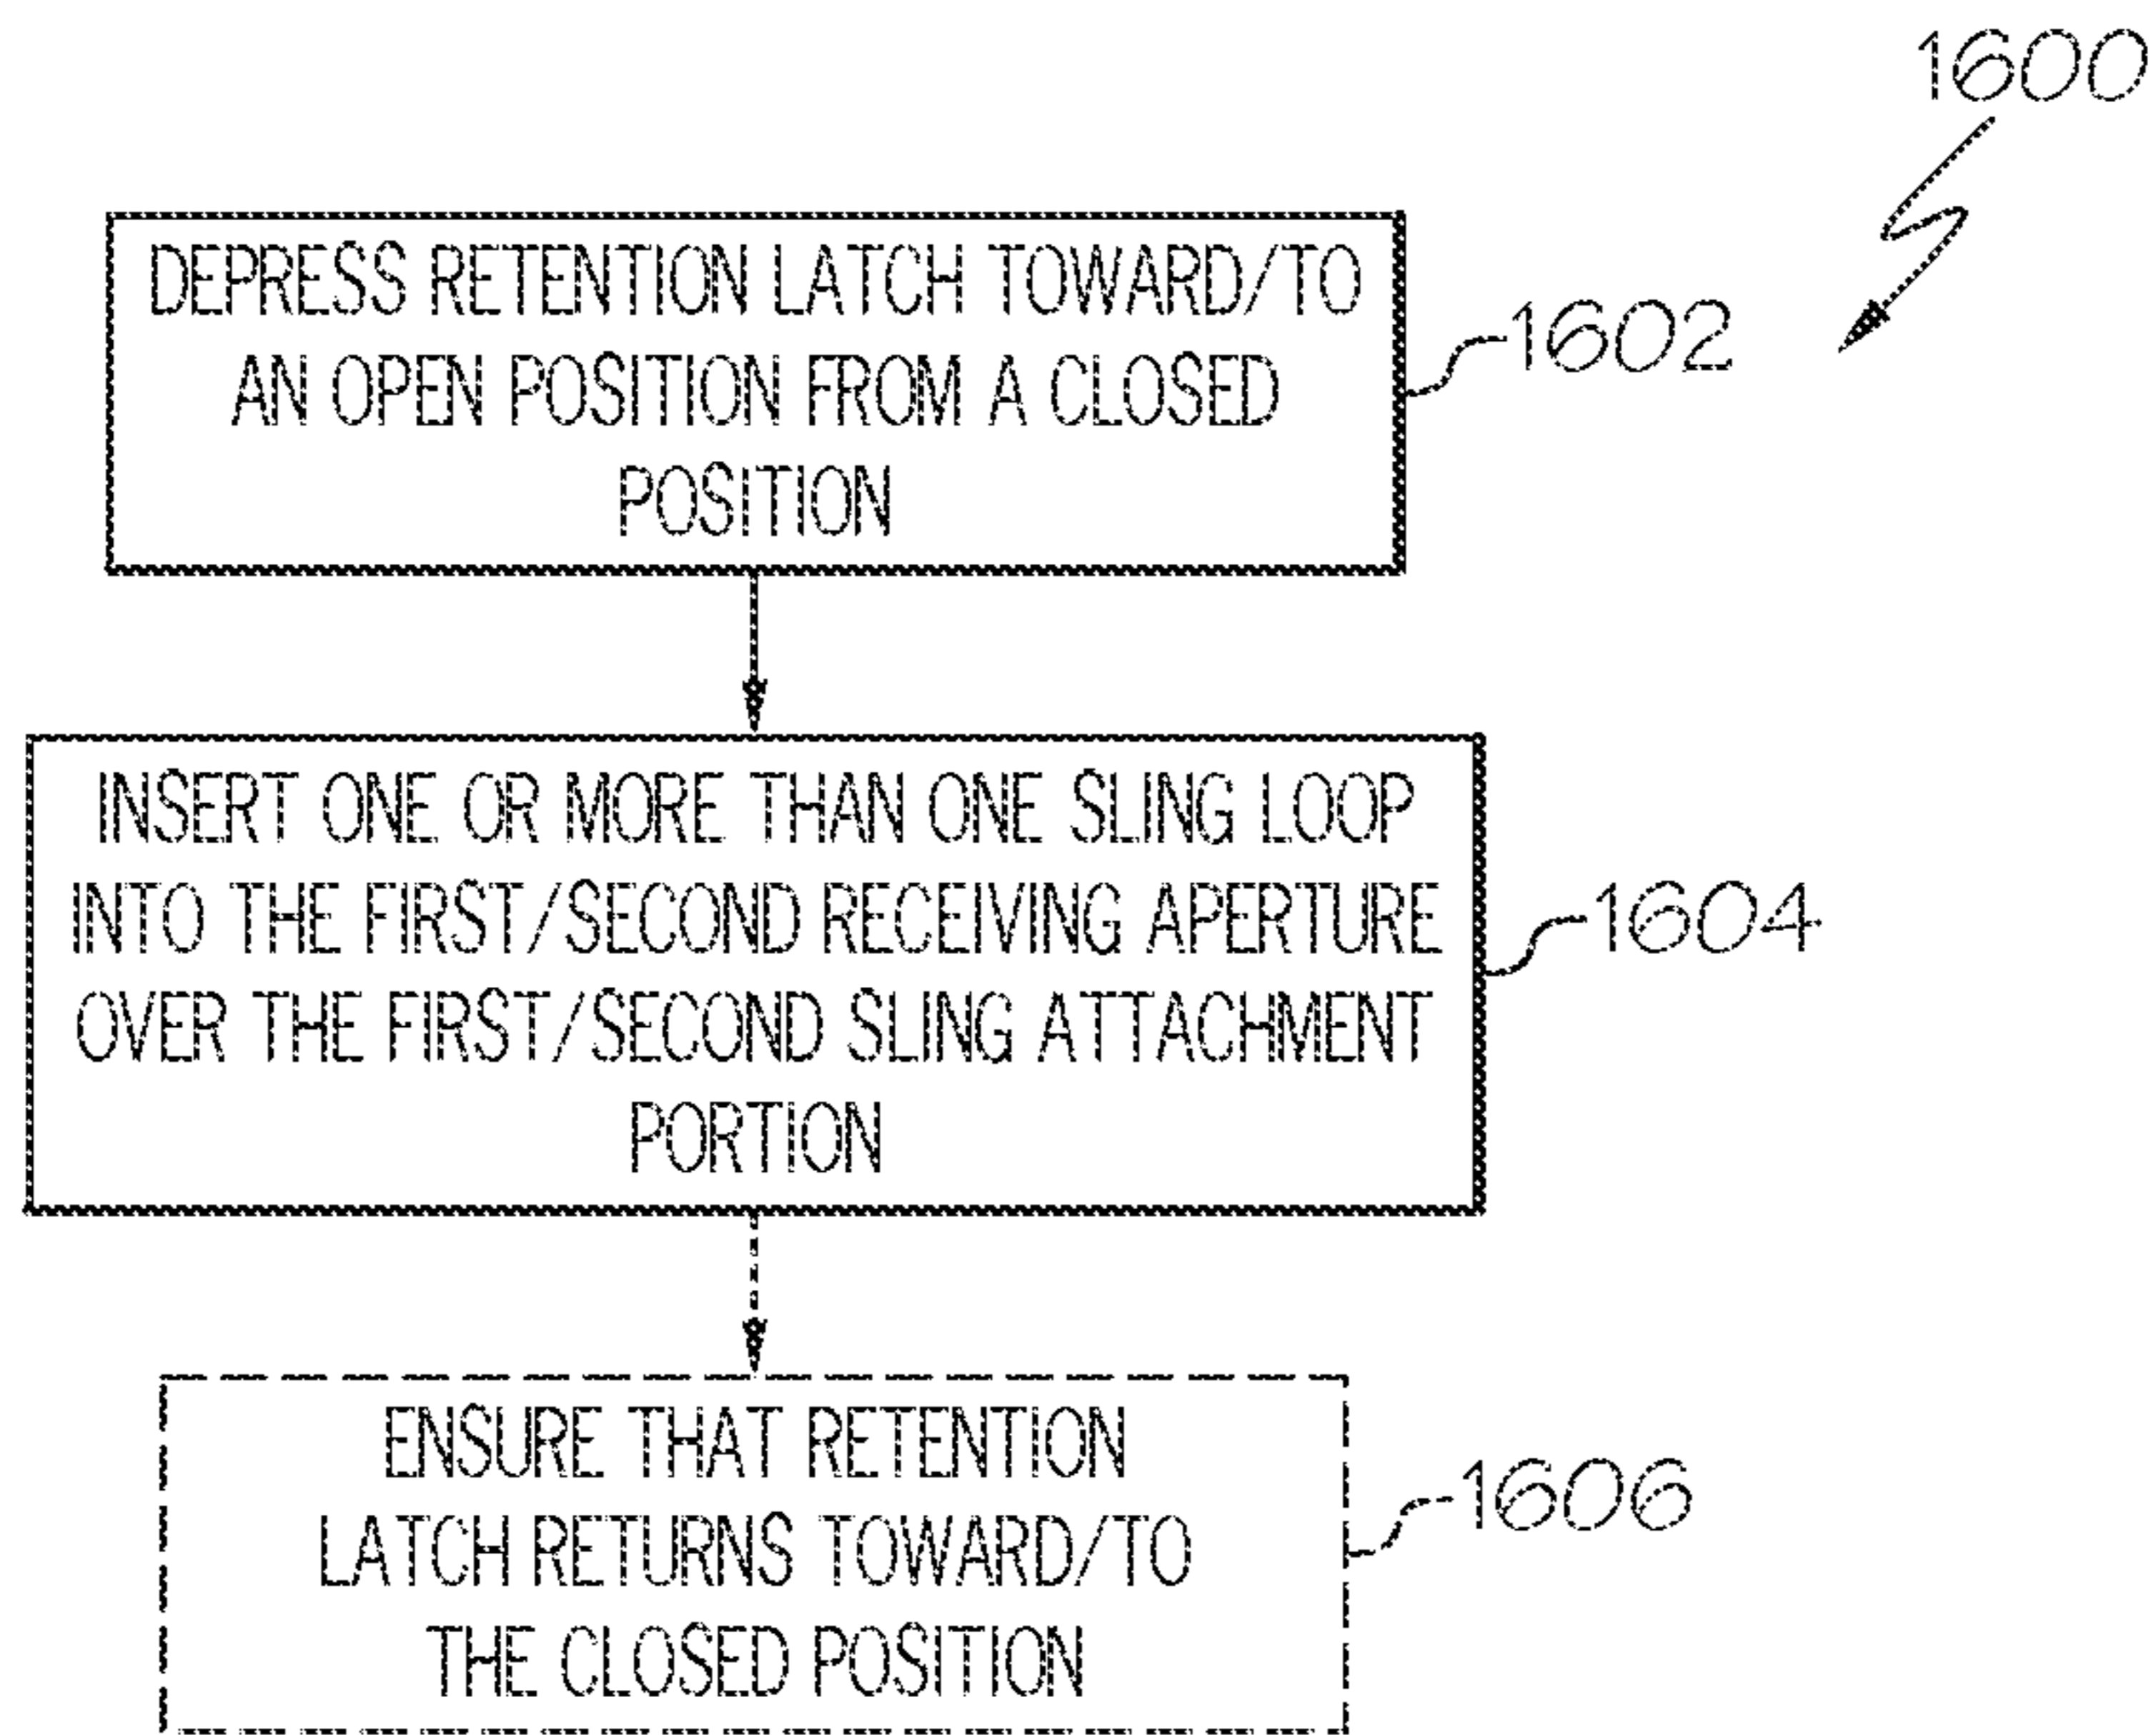 1600
DEPRESS RETENTION LATCH TOWARD/TO
AN OPEN POSITION FROM A CLOSED
POSITION
1602
INSERT ONE OR MORE THAN ONE SLING LOOP
INTO THE FIRST/SECOND RECEIVING APERTURE
OVER THE FIRST/SECOND SLING ATTACHMENT
PORTION
1604
ENSURE THAT RETENTION
LATCH RETURNS TOWARD/TO
THE CLOSED POSITION
1606